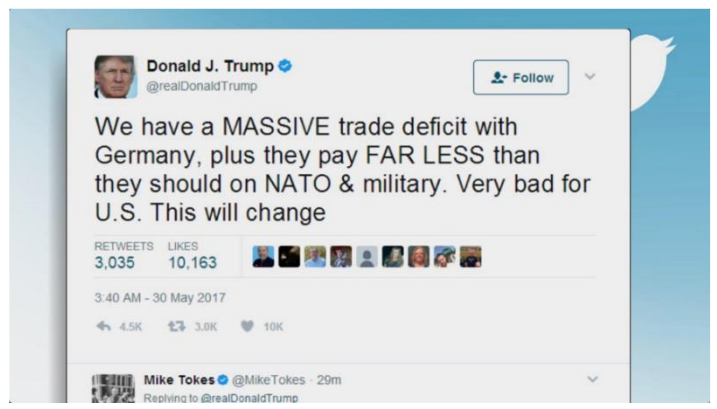 Donald J. Trump
@realDonaldTrump
Follow
We have a MASSIVE trade deficit with
Germany, plus they pay FAR LESS than
they should on NATO & military. Very bad for
U.S. This will change
RETWEETS LIKES
3,035 10,163
3:40 AM - 30 May 2017
4.5K 3.0K 10K
Mike Tokes @MikeTokes · 29m
Replying to @realDonaldTrump